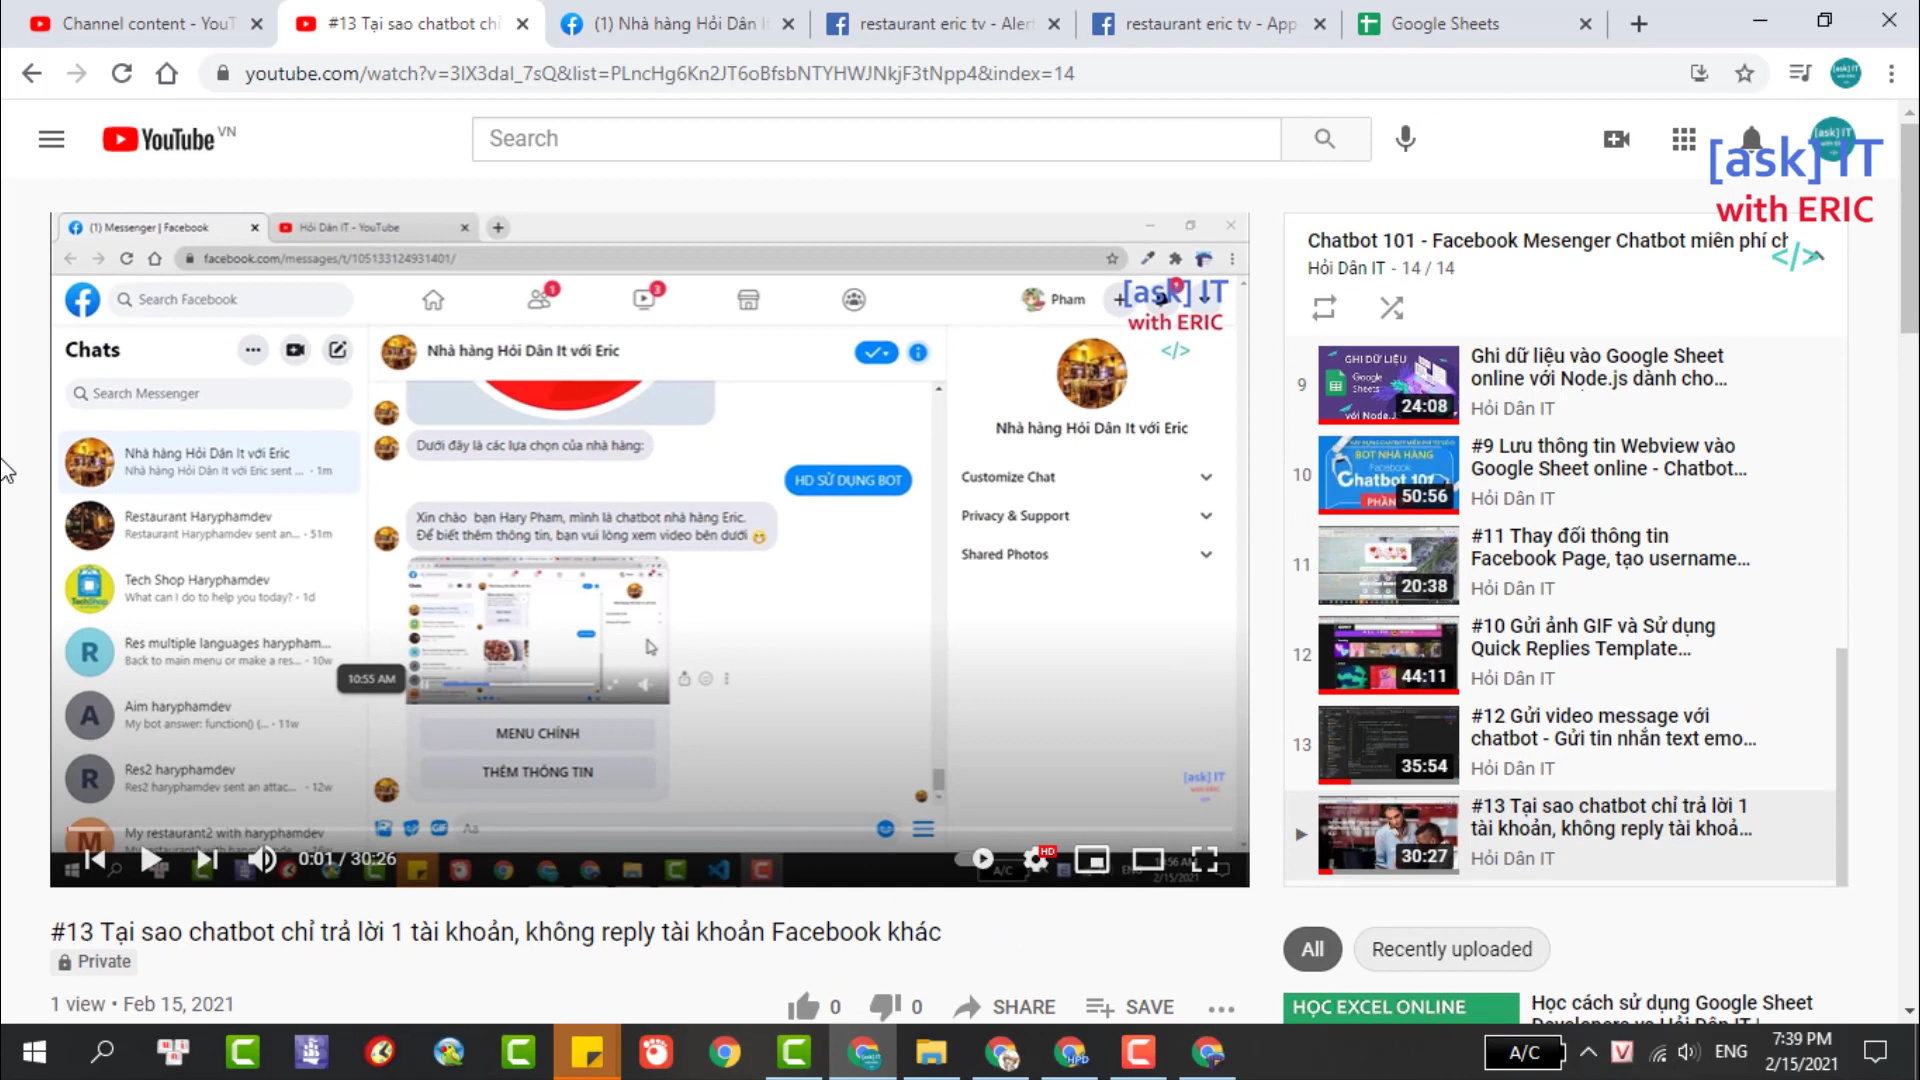 Channel content - YouT
#13 Tại sao chatbot chỉ
(1) Nhà hàng Hỏi Dân I
restaurant eric tv - Aler
restaurant eric tv - App
Google Sheets
youtube.com/watch?v=3lX3dal_7sQ&list=PLncHg6Kn2JT6oBfsbNTYHWJNkjF3tNpp4&index=14
YouTube VN
Search
[ask] IT
with ERIC
</>
(1) Messenger | Facebook
Hỏi Dân IT - YouTube
facebook.com/messages/t/105133124931401/
Search Facebook
1
3
Pham
[ask] IT
with ERIC
</>
Chats
Search Messenger
Nhà hàng Hỏi Dân It với Eric
Nhà hàng Hỏi Dân It với Eric sent ... · 1m
Restaurant Haryphamdev
Restaurant Haryphamdev sent an... · 51m
Tech Shop Haryphamdev
What can I do to help you today? · 1d
R
Res multiple languages harypham...
Back to main menu or make a res... · 10w
A
Aim haryphamdev
My bot answer: function() {... · 11w
R
Res2 haryphamdev
Res2 haryphamdev sent an attac... · 12w
My restaurant2 with haryphamdev
Nhà hàng Hỏi Dân It với Eric
Dưới đây là các lựa chọn của nhà hàng:
HD SỬ DỤNG BOT
Xin chào bạn Hary Pham, mình là chatbot nhà hàng Eric.
Để biết thêm thông tin, bạn vui lòng xem video bên dưới
10:55 AM
MENU CHÍNH
THÊM THÔNG TIN
Aa
Nhà hàng Hỏi Dân It với Eric
Customize Chat
Privacy & Support
Shared Photos
[ask] IT
with ERIC
0:01 / 30:26
HD
A/C
2/15/2021
Chatbot 101 - Facebook Mesenger Chatbot miễn phí ch
Hỏi Dân IT - 14 / 14
9
GHI DỮ LIỆU
Google
Sheets
với Node.j
24:08
Ghi dữ liệu vào Google Sheet
online với Node.js dành cho...
Hỏi Dân IT
10
BOT NHÀ HÀNG
Facebook
Chatbot 101
PHẦN
50:56
#9 Lưu thông tin Webview vào
Google Sheet online - Chatbot...
Hỏi Dân IT
11
20:38
#11 Thay đổi thông tin
Facebook Page, tạo username...
Hỏi Dân IT
12
44:11
#10 Gửi ảnh GIF và Sử dụng
Quick Replies Template...
Hỏi Dân IT
13
35:54
#12 Gửi video message với
chatbot - Gửi tin nhắn text emo...
Hỏi Dân IT
30:27
#13 Tại sao chatbot chỉ trả lời 1
tài khoản, không reply tài khoả...
Hỏi Dân IT
#13 Tại sao chatbot chỉ trả lời 1 tài khoản, không reply tài khoản Facebook khác
Private
1 view • Feb 15, 2021
0
0
SHARE
SAVE
All
Recently uploaded
HỌC EXCEL ONLINE
Học cách sử dụng Google Sheet
A/C
ENG
7:39 PM
2/15/2021